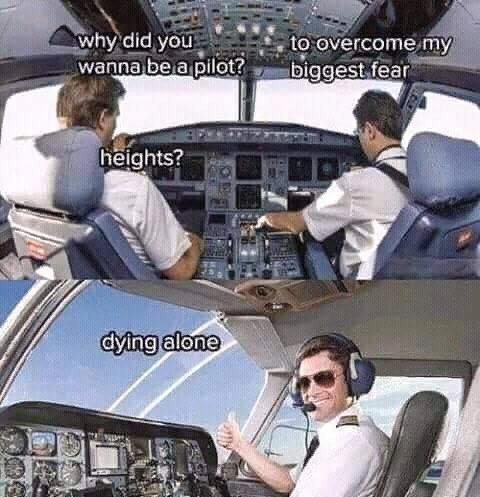 why did you
wanna be a pilot?
to overcome my
biggest fear
heights?
dying alone